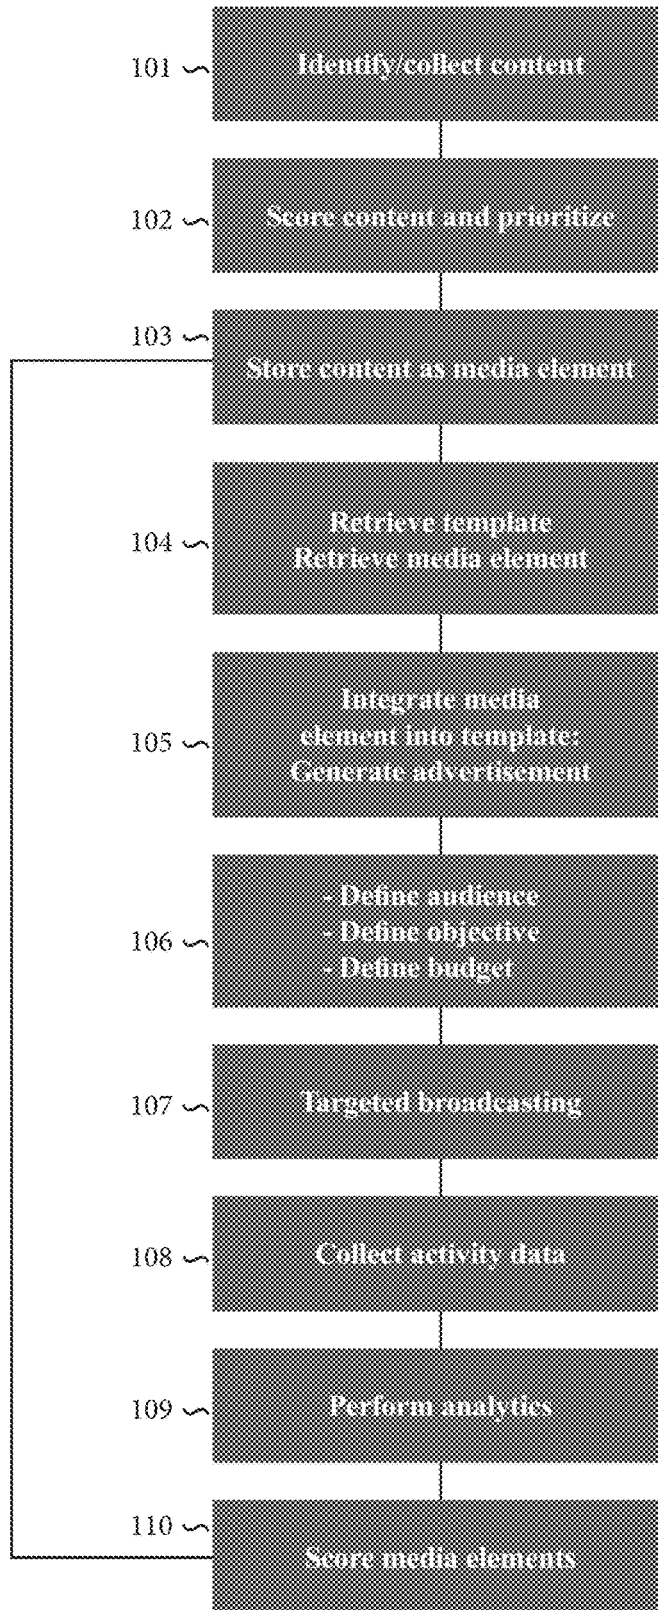 101
Identify/collect content
102
Score content and prioritize
103
Store content as media element
104
Retrieve template
Retrieve media element
105
Integrate media
element into template:
Generate advertisement
106
- Define audience
- Define objective
- Define budget
107
Targeted broadcasting
108
Collect activity data
109
Perform analytics
110
Score media elements